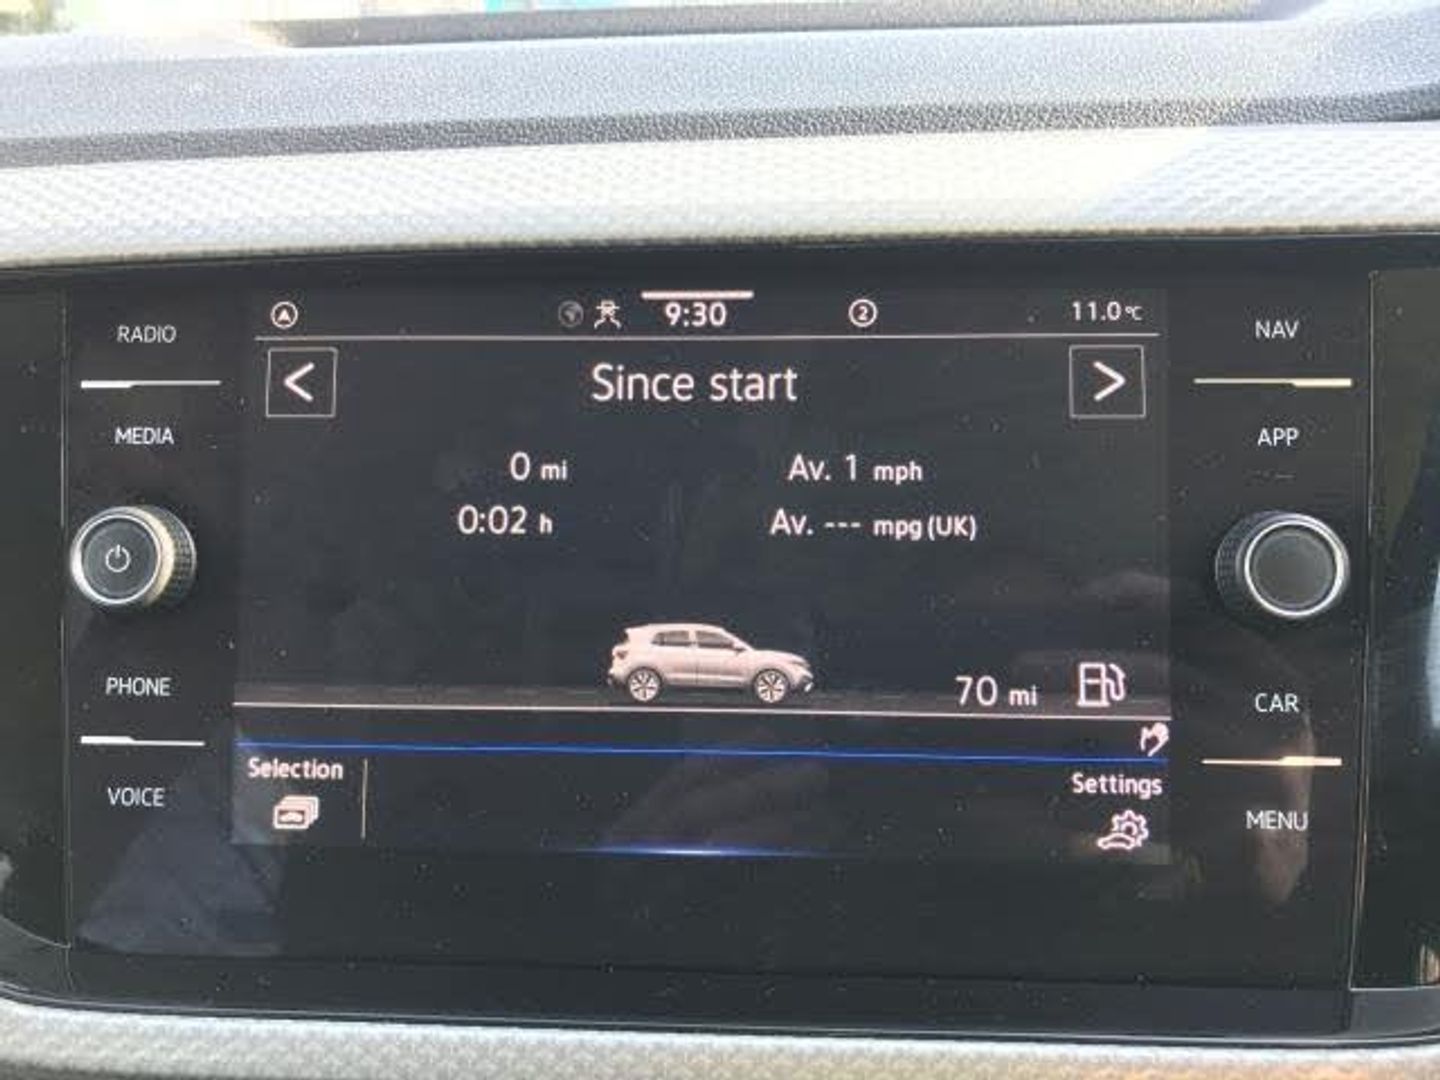 RADIO
MEDIA
PHONE
VOICE
9:30
2
11.0°C
<
Since start
>
0 mi
Av. 1 mph
0:02 h
Av. --- mpg (UK)
70 mi
Selection
Settings
NAV
APP
CAR
MENU